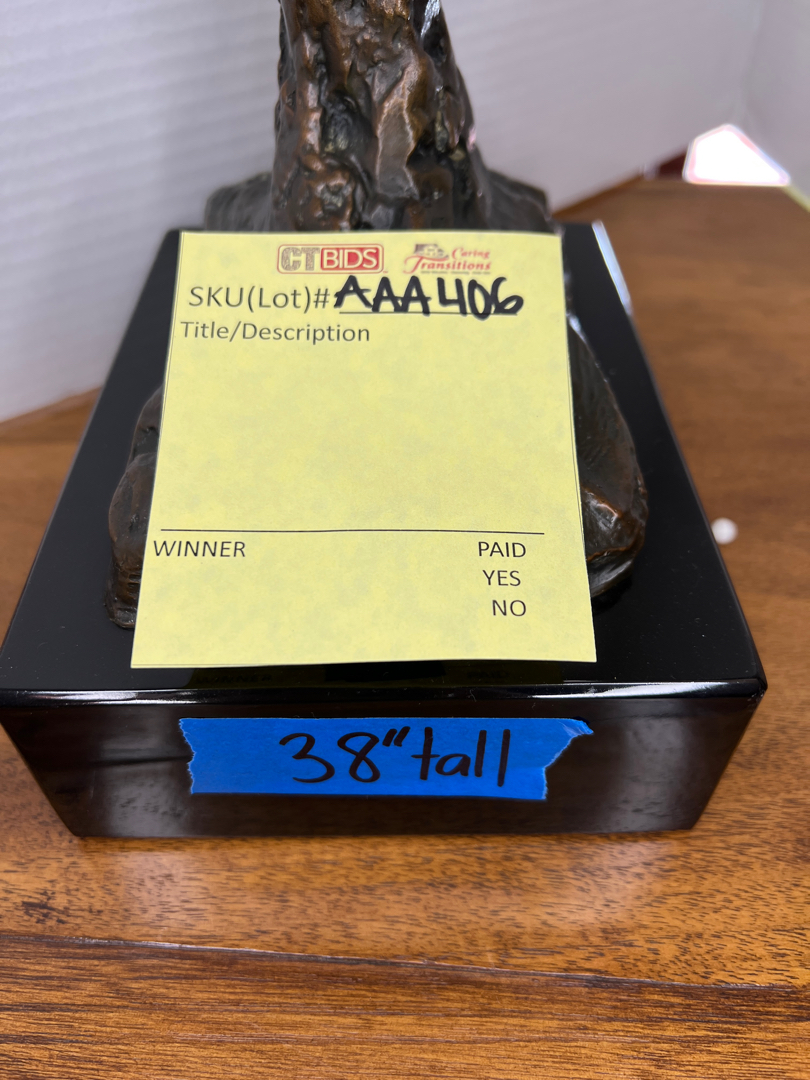 CTBIDS Caring Transitions
SKU(Lot)# AAA406
Title/Description
WINNER PAID
YES
NO
38" tall